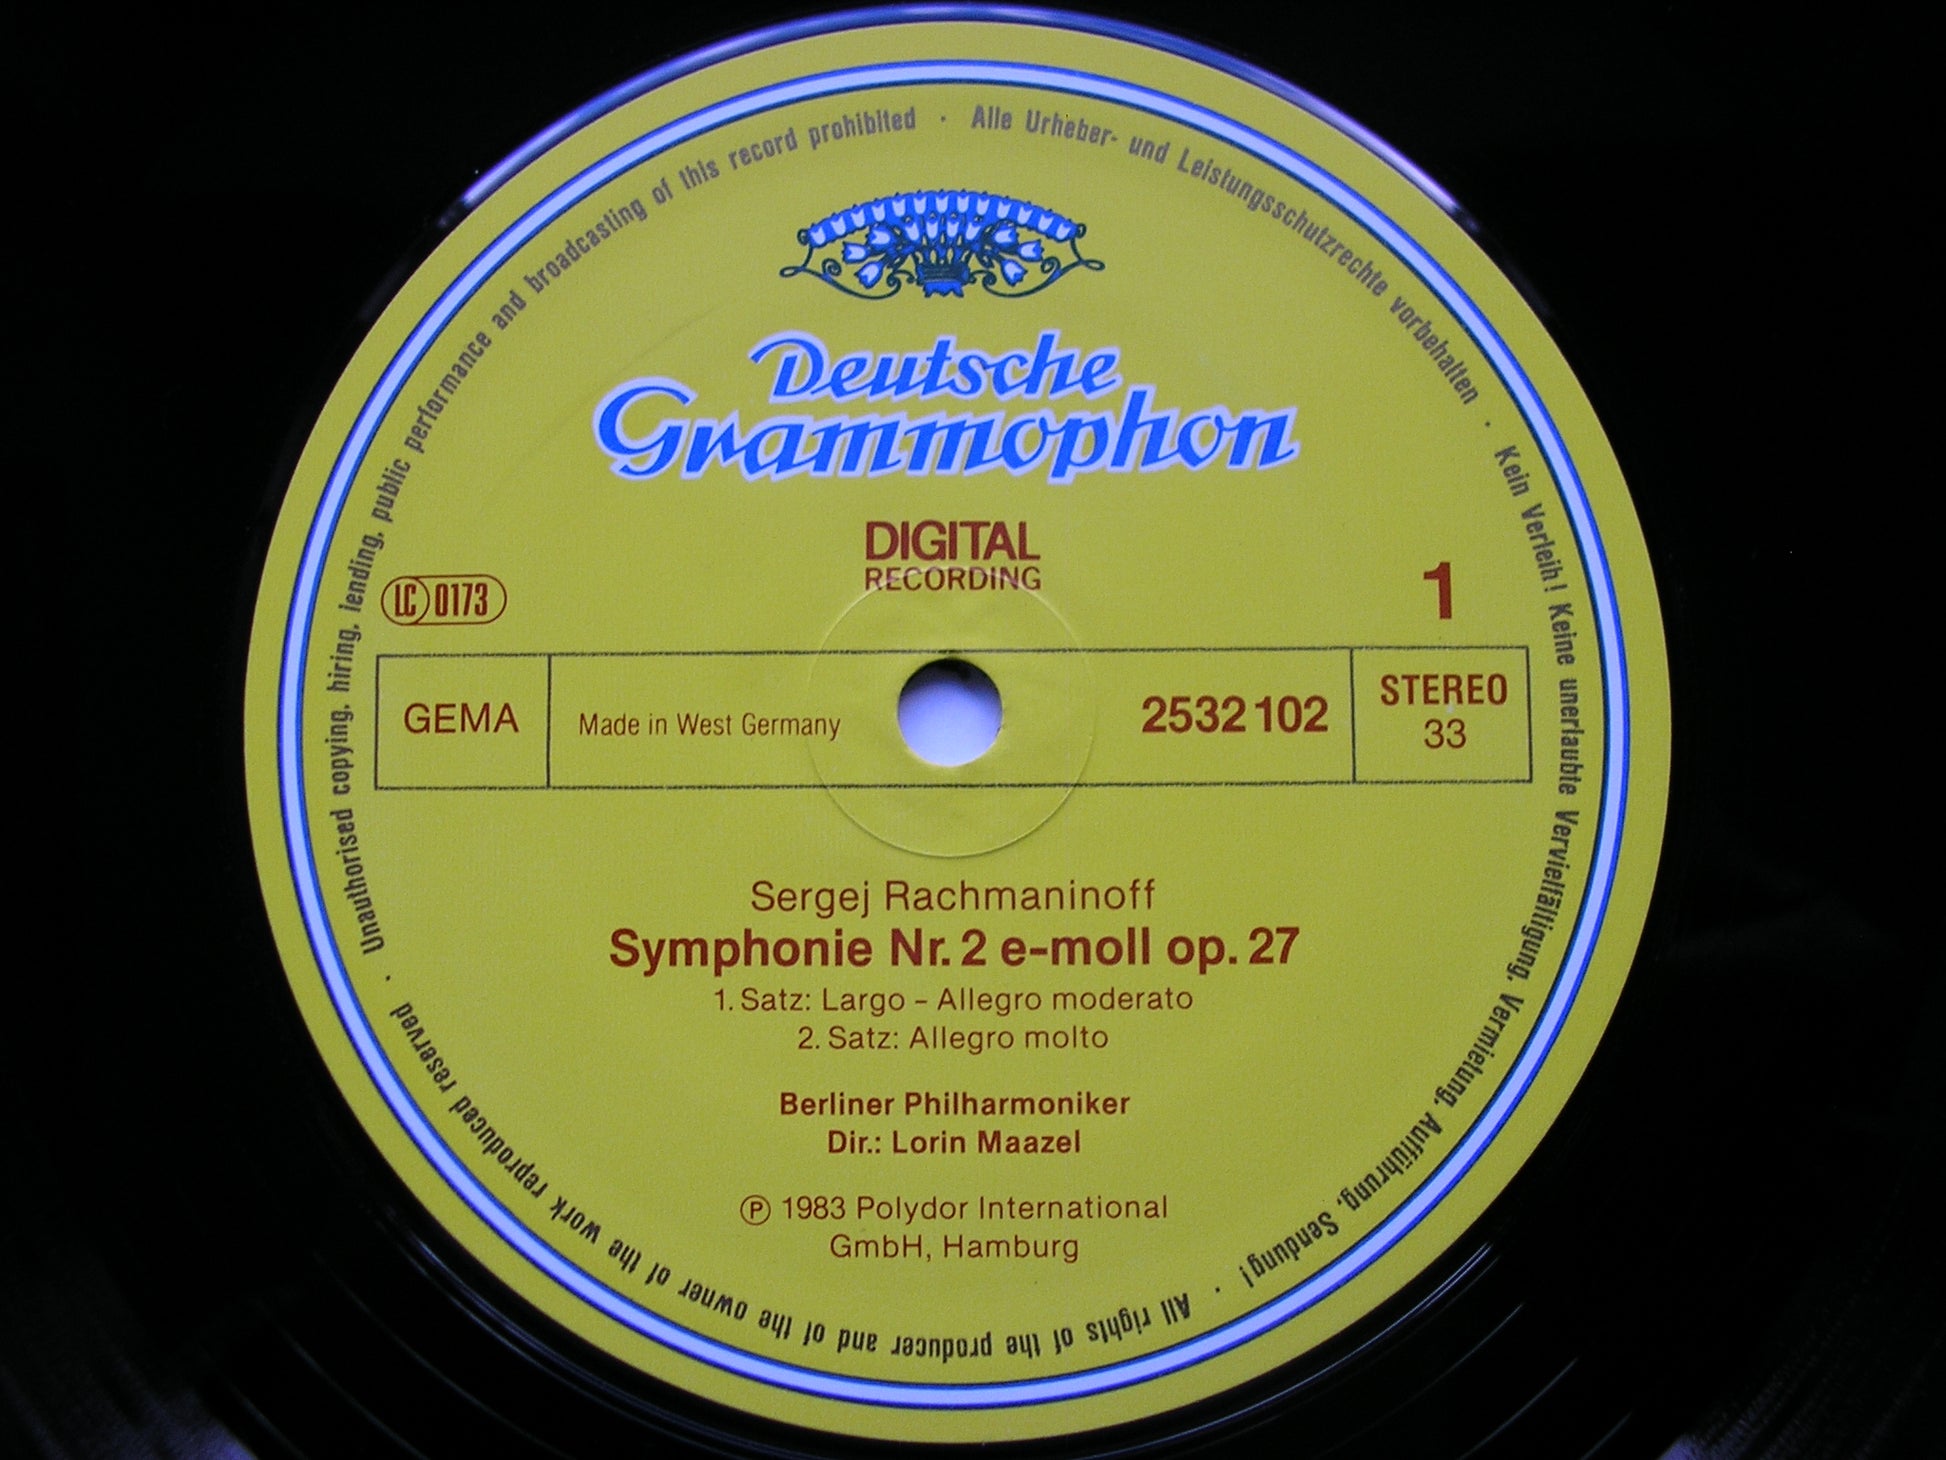 Deutsche
Grammophon
DIGITAL
RECORDING
LC 0173
1
GEMA
Made in West Germany
2532 102
STEREO
33
Sergej Rachmaninoff
Symphonie Nr. 2 e-moll op. 27
1. Satz: Largo – Allegro moderato
2. Satz: Allegro molto
Berliner Philharmoniker
Dir.: Lorin Maazel
Ⓟ 1983 Polydor International
GmbH, Hamburg
Alle Urheber- und Leistungsschutzrechte vorbehalten · Kein Verleih! Keine unerlaubte Vervielfältigung, Vermietung, Aufführung, Sendung! · All rights of the producer and of the owner of the work reproduced reserved · Unauthorised copying, hiring, lending, public performance and broadcasting of this record prohibited ·